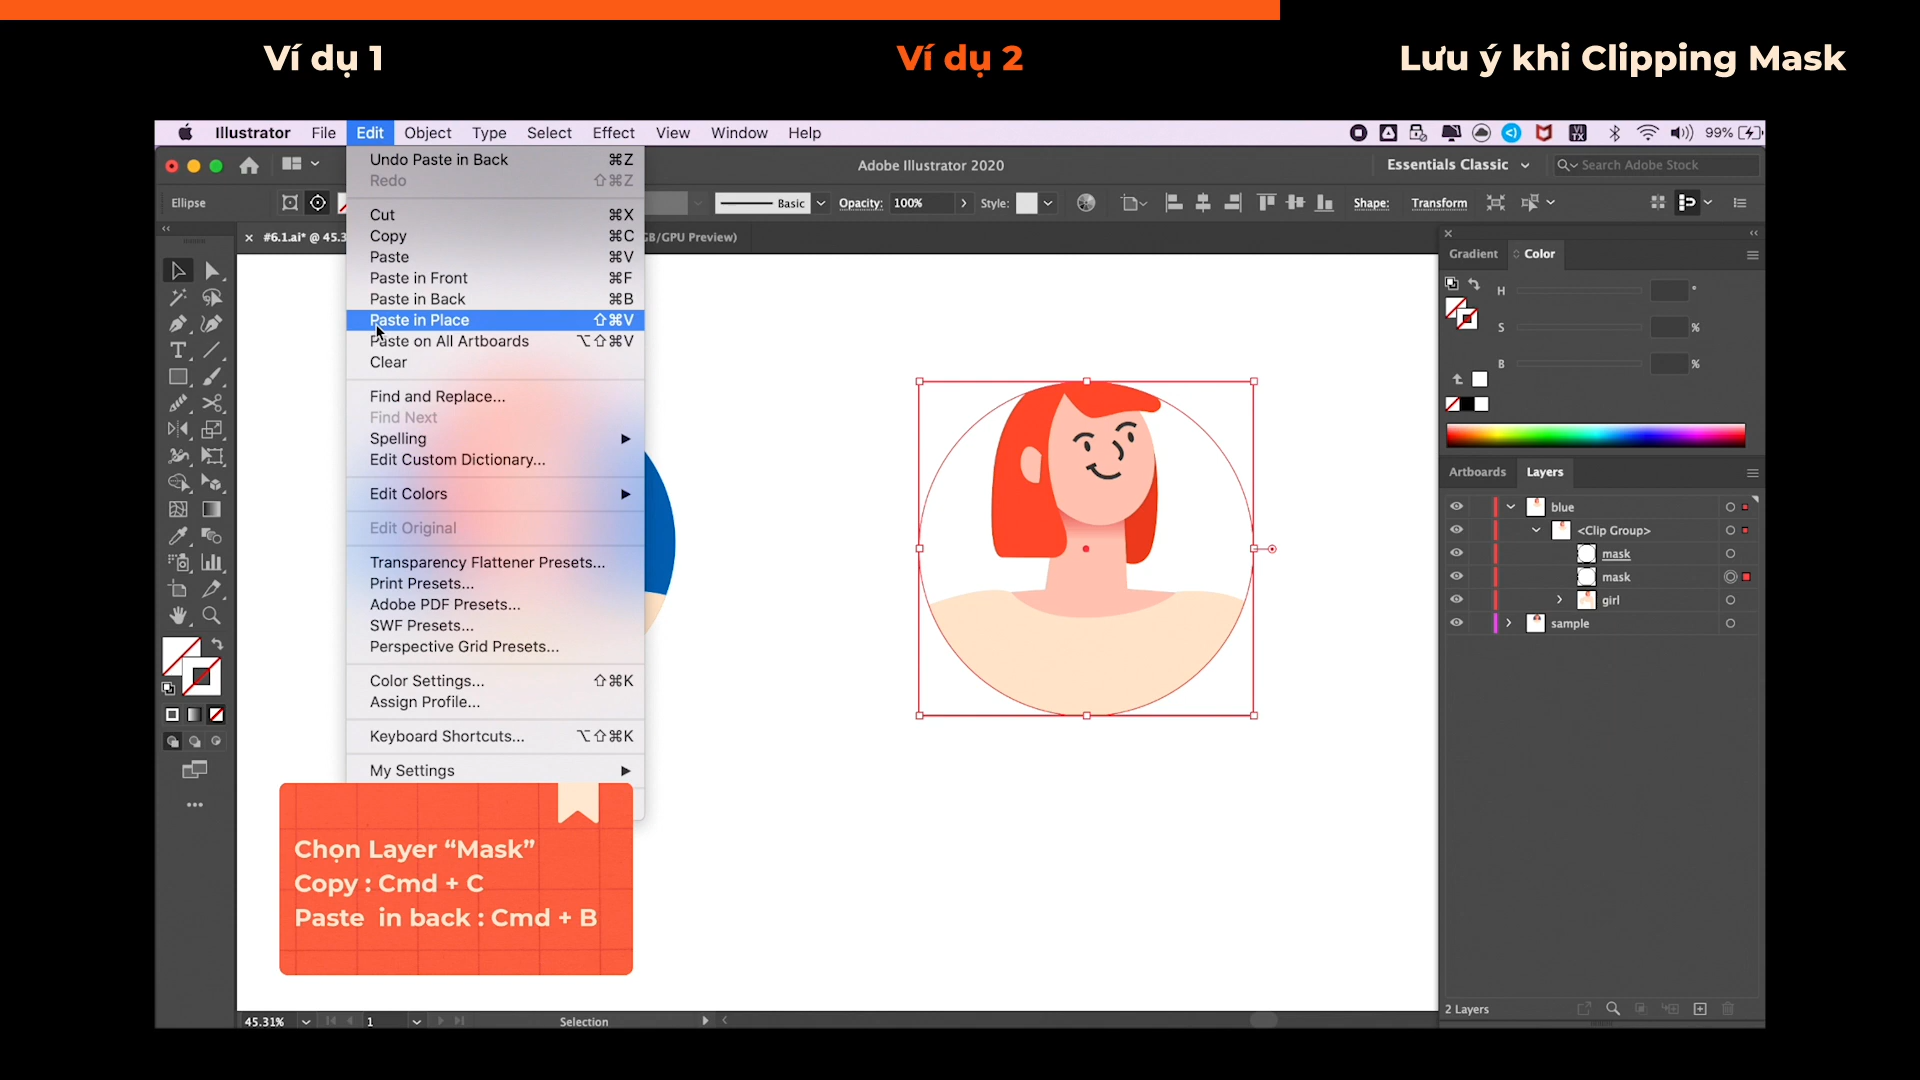 Ví dụ 1
Ví dụ 2
Lưu ý khi Clipping Mask
Illustrator File Edit Object Type Select Effect View Window Help
99%
Adobe Illustrator 2020
Essentials Classic
Search Adobe Stock
Ellipse
Basic
Opacity: 100%
Style:
Shape:
Transform
#6.1.ai* @ 45.3
GB/GPU Preview)
Undo Paste in Back ⌘Z
Redo ⇧⌘Z
Cut ⌘X
Copy ⌘C
Paste ⌘V
Paste in Front ⌘F
Paste in Back ⌘B
Paste in Place ⇧⌘V
Paste on All Artboards ⌥⇧⌘V
Clear
Find and Replace...
Find Next
Spelling
Edit Custom Dictionary...
Edit Colors
Edit Original
Transparency Flattener Presets...
Print Presets...
Adobe PDF Presets...
SWF Presets...
Perspective Grid Presets...
Color Settings... ⇧⌘K
Assign Profile...
Keyboard Shortcuts... ⌥⇧⌘K
My Settings
Chọn Layer “Mask”
Copy : Cmd + C
Paste in back : Cmd + B
Gradient
Color
H °
S %
B %
Artboards
Layers
blue
<Clip Group>
mask
mask
girl
sample
2 Layers
45.31%
1
Selection